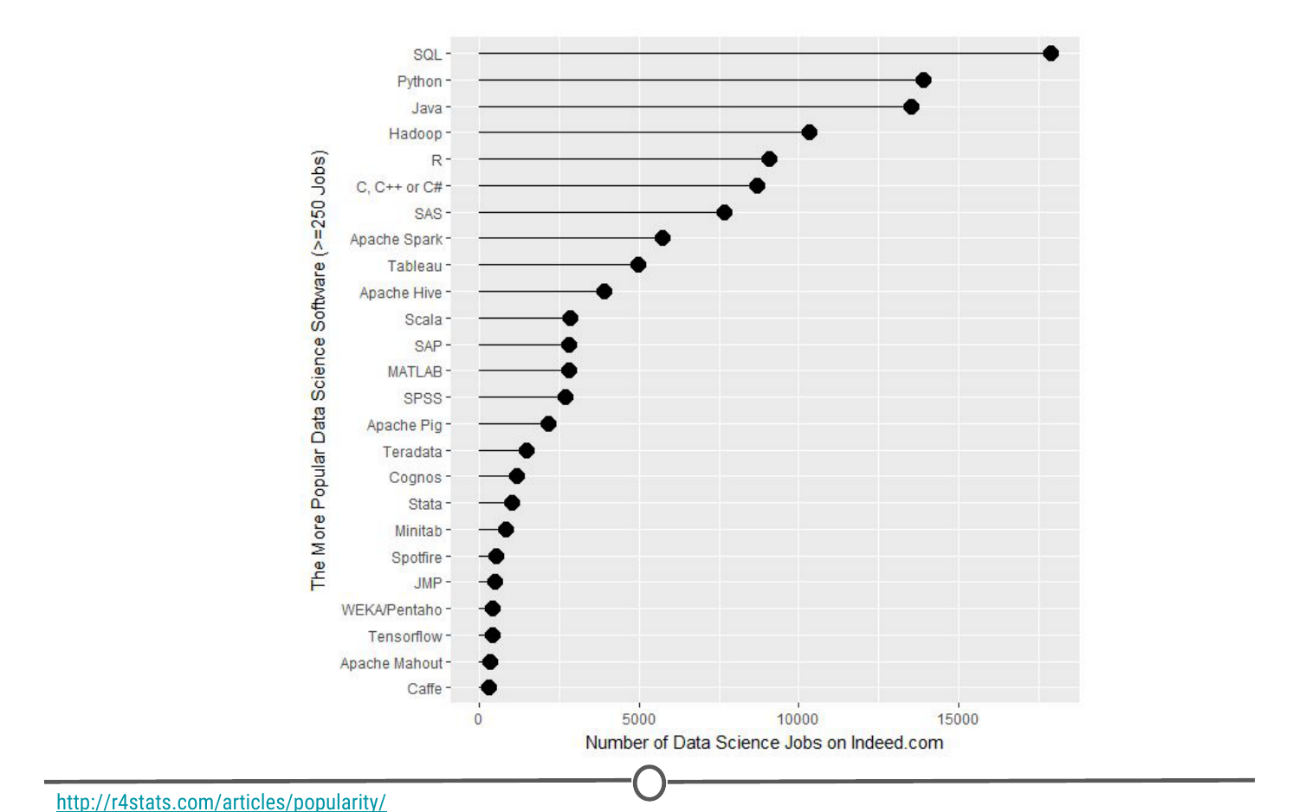 The More Popular Data Science Software (>=250 Jobs)
SQL
Python
Java
Hadoop
R
C, C++ or C#
SAS
Apache Spark
Tableau
Apache Hive
Scala
SAP
MATLAB
SPSS
Apache Pig
Teradata
Cognos
Stata
Minitab
Spotfire
JMP
WEKA/Pentaho
Tensorflow
Apache Mahout
Caffe
0 5000 10000 15000
Number of Data Science Jobs on Indeed.com
http://r4stats.com/articles/popularity/